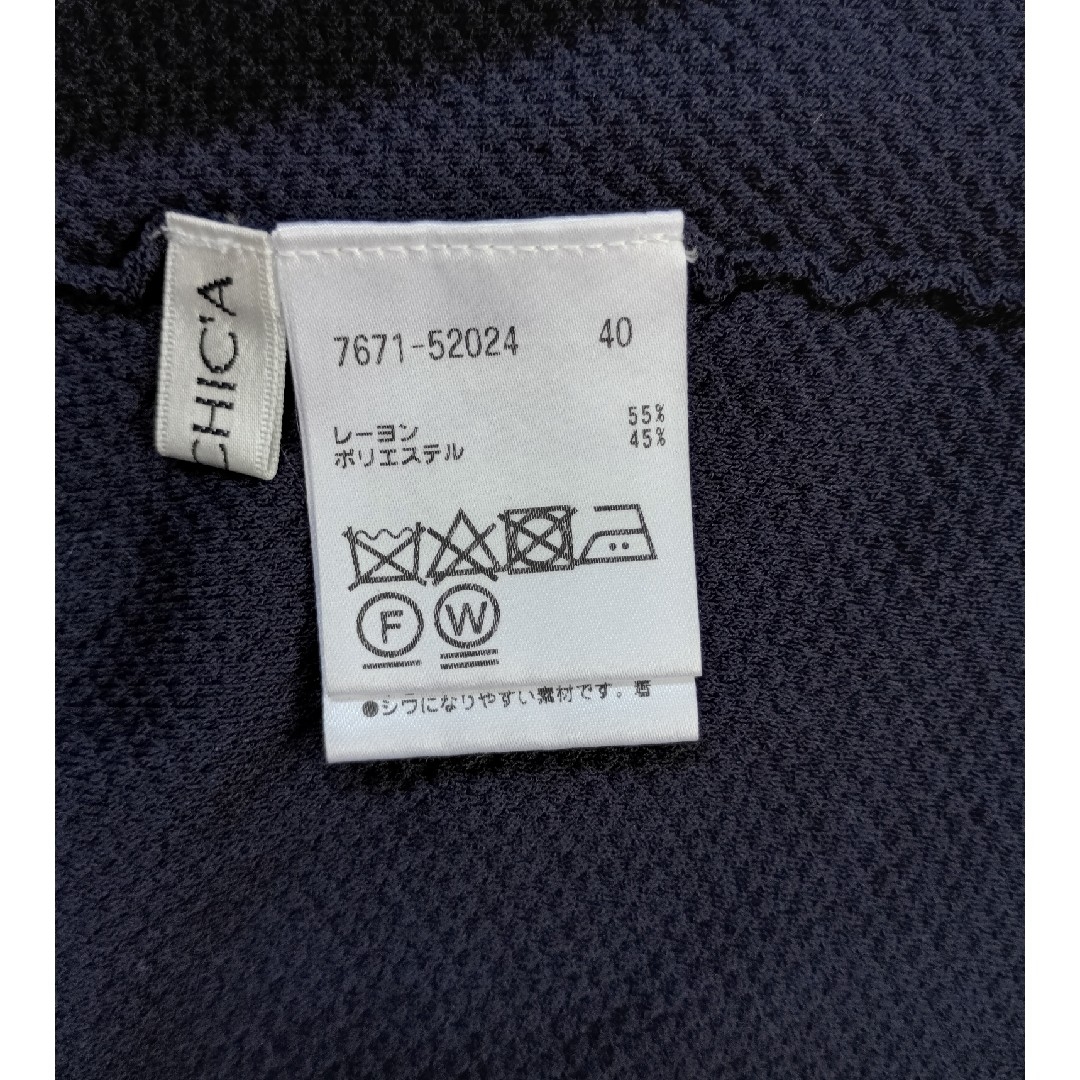 CHIC'A
7671-52024 40
レーヨン 55%
ポリエステル 45%
F W
●シワになりやすい素材です。着